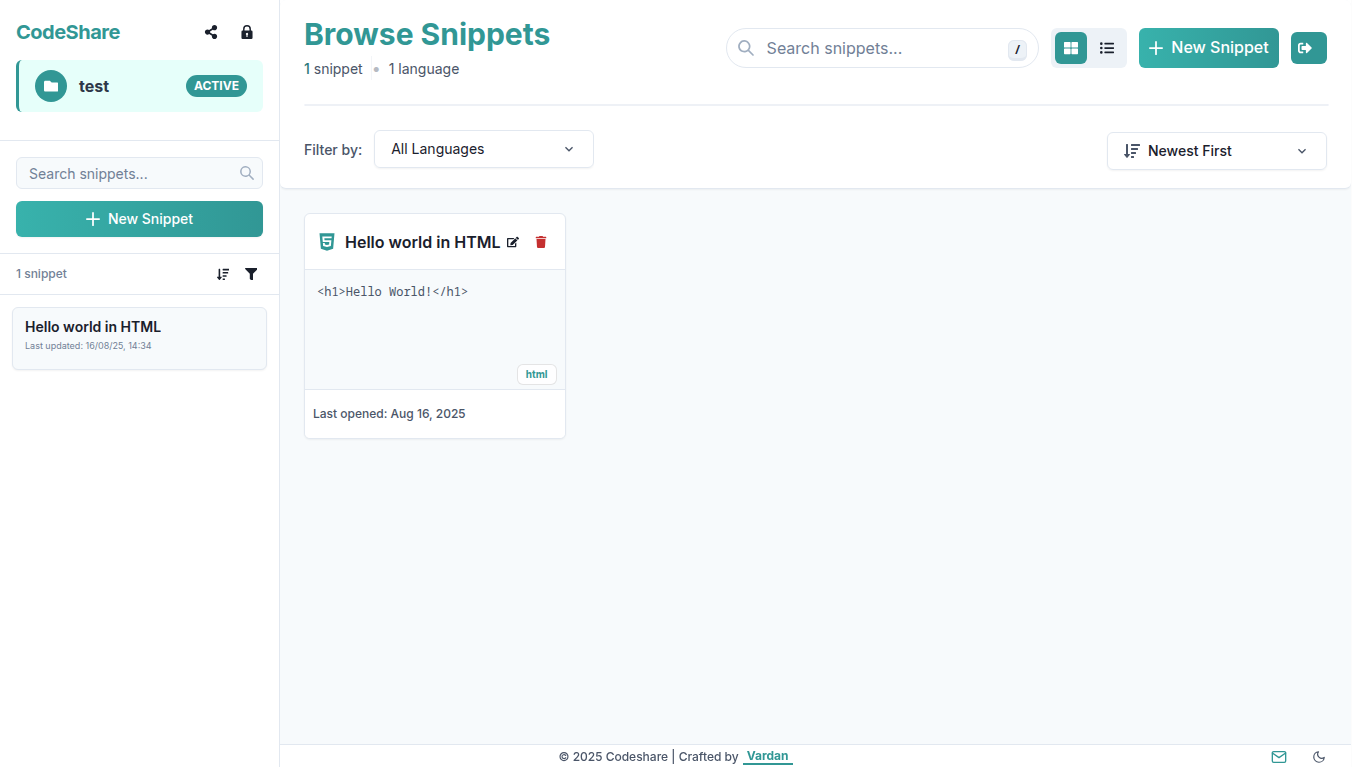 CodeShare
test
ACTIVE
Search snippets...
New Snippet
1 snippet
Hello world in HTML
Last updated: 16/08/25, 14:34
Browse Snippets
1 snippet
1 language
Search snippets...
/
New Snippet
Filter by:
All Languages
Newest First
Hello world in HTML
<h1>Hello World!</h1>
html
Last opened: Aug 16, 2025
© 2025 Codeshare | Crafted by Vardan